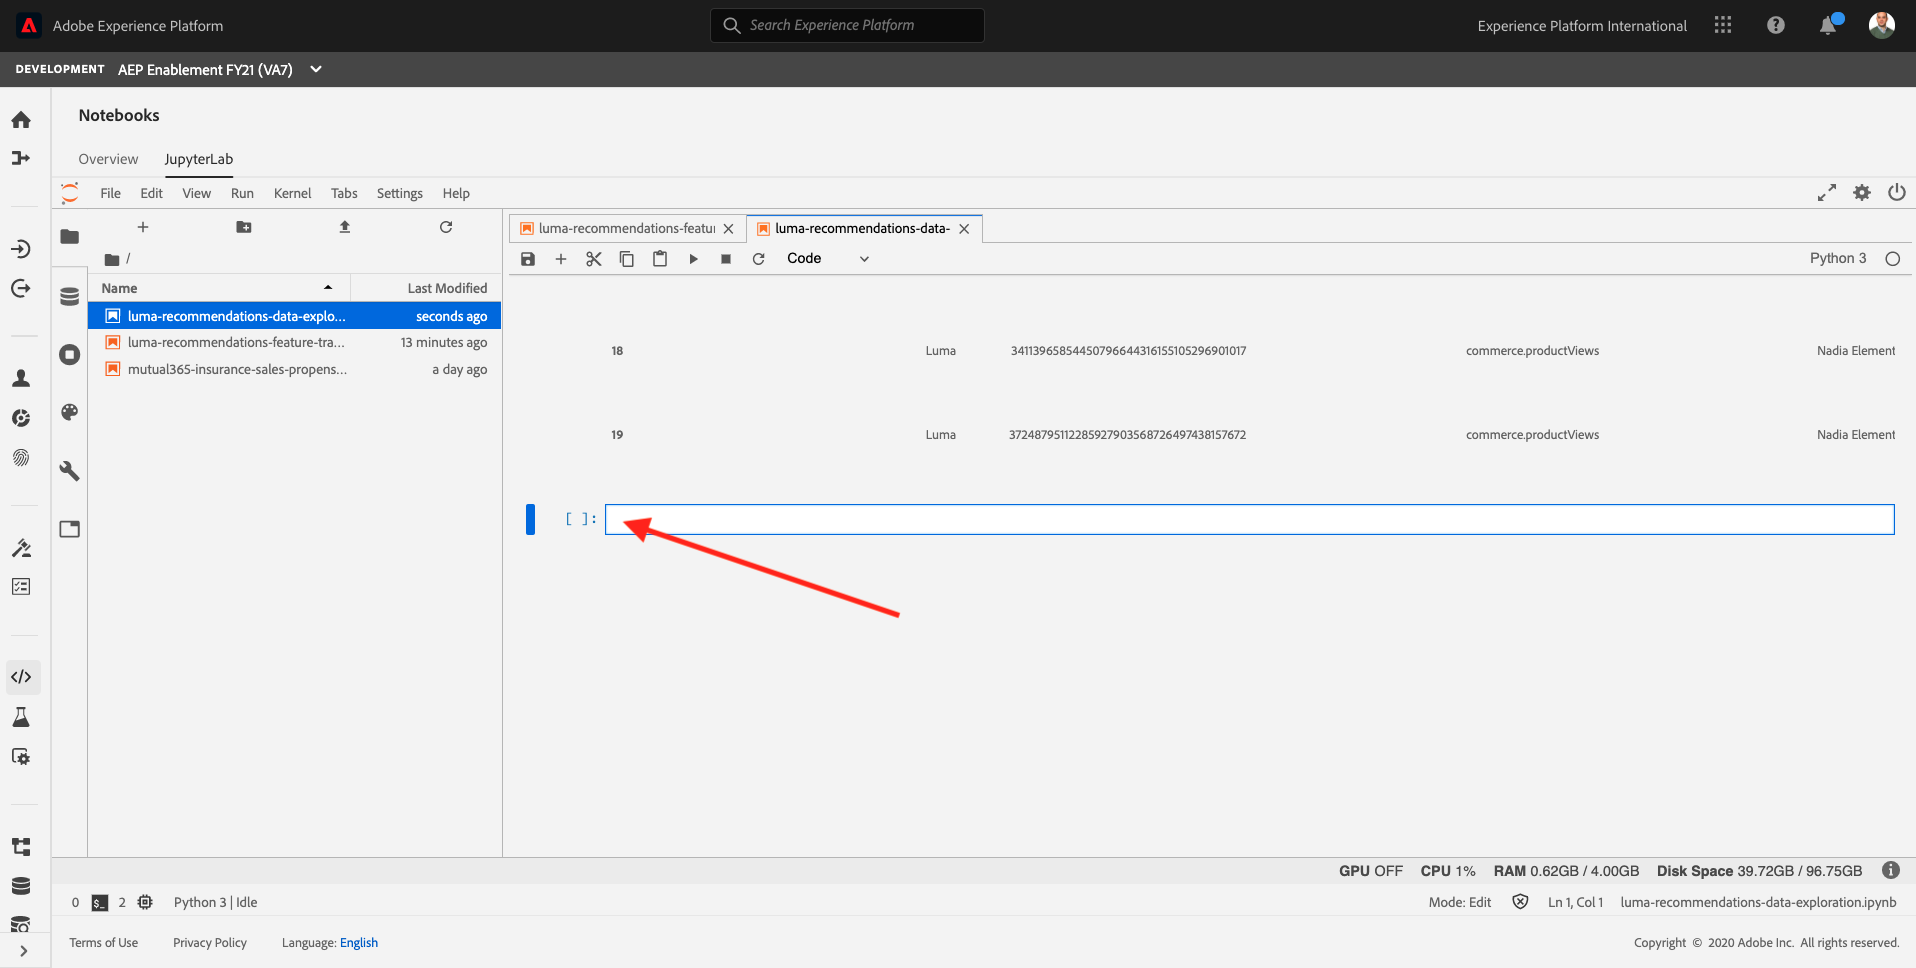 Adobe Experience Platform
Search Experience Platform
Experience Platform International
DEVELOPMENT AEP Enablement FY21 (VA7)
Notebooks
Overview JupyterLab
File Edit View Run Kernel Tabs Settings Help
luma-recommendations-featur
luma-recommendations-data-
/
Code
Python 3
Name Last Modified
luma-recommendations-data-explo... seconds ago
luma-recommendations-feature-tra... 13 minutes ago
mutual365-insurance-sales-propens... a day ago
18 Luma 34113965854450796644316155105296901017 commerce.productViews Nadia Element
19 Luma 37248795112285927903568726497438157672 commerce.productViews Nadia Element
[ ]:
GPU OFF CPU 1% RAM 0.62GB / 4.00GB Disk Space 39.72GB / 96.75GB
0 $_ 2 Python 3 | Idle
Mode: Edit Ln 1, Col 1 luma-recommendations-data-exploration.ipynb
Terms of Use Privacy Policy Language: English
Copyright © 2020 Adobe Inc. All rights reserved.